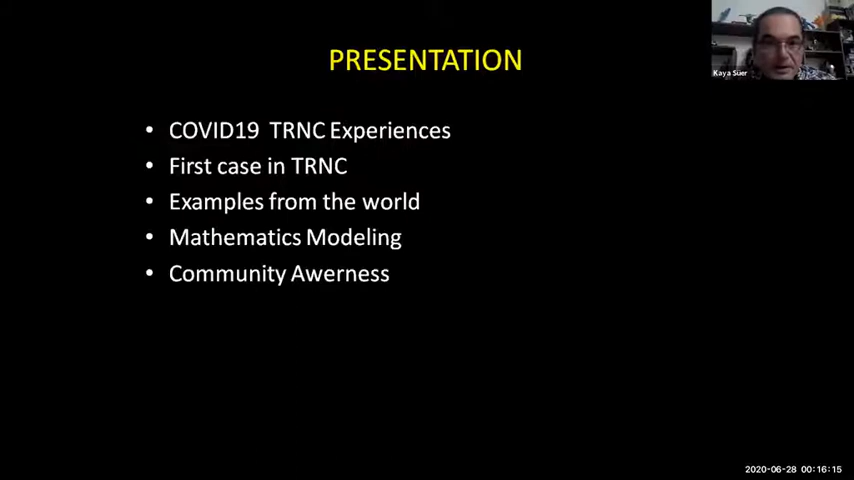 PRESENTATION
Kaya Süer
• COVID19 TRNC Experiences
• First case in TRNC
• Examples from the world
• Mathematics Modeling
• Community Awerness
2020-06-28 00:16:15